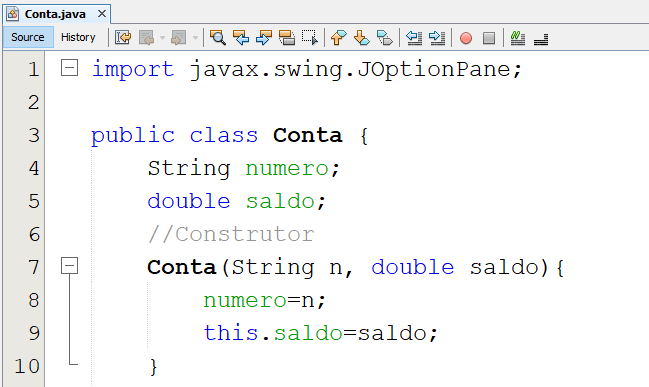 Conta.java
Source History
1 import javax.swing.JOptionPane;
2
3 public class Conta {
4 String numero;
5 double saldo;
6 //Construtor
7 Conta(String n, double saldo){
8 numero=n;
9 this.saldo=saldo;
10 }